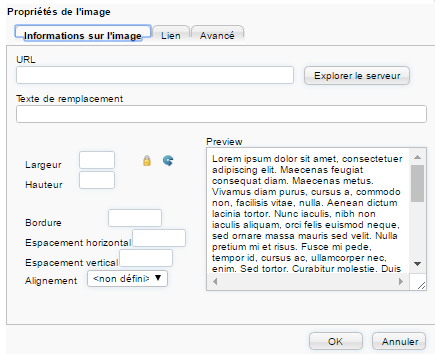 Propriétés de l'image
Informations sur l'image Lien Avancé
URL
Explorer le serveur
Texte de remplacement
Largeur
Hauteur
Bordure
Espacement horizontal
Espacement vertical
Alignement <non défini>
Preview
Lorem ipsum dolor sit amet, consectetuer
adipiscing elit. Maecenas feugiat
consequat diam. Maecenas metus.
Vivamus diam purus, cursus a, commodo
non, facilisis vitae, nulla. Aenean dictum
lacinia tortor. Nunc iaculis, nibh non
iaculis aliquam, orci felis euismod neque,
sed ornare massa mauris sed velit. Nulla
pretium mi et risus. Fusce mi pede,
tempor id, cursus ac, ullamcorper nec,
enim. Sed tortor. Curabitur molestie. Duis
OK Annuler